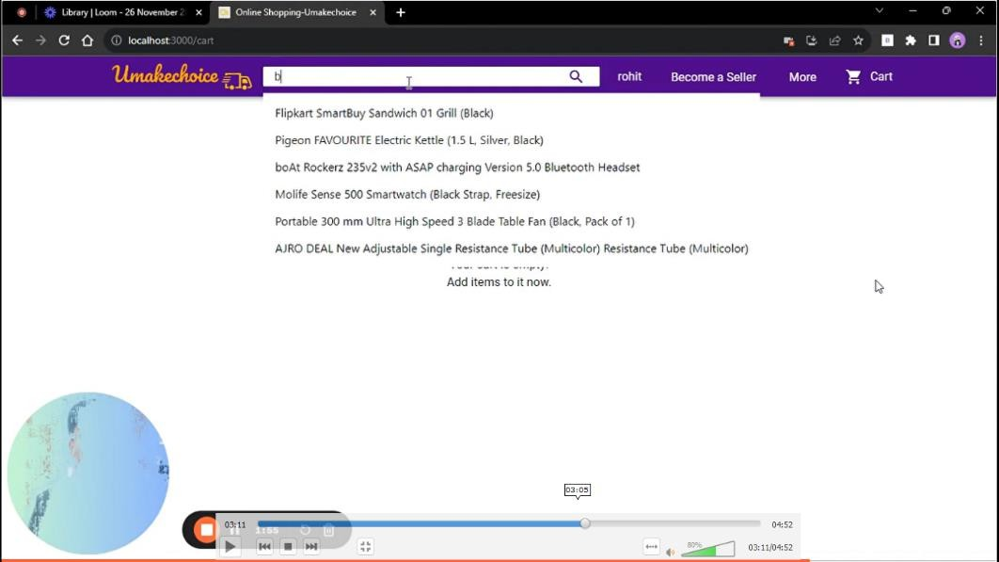 Library | Loom - 26 November 2
Online Shopping-Umakechoice
localhost:3000/cart
Umakechoice
b
rohit
Become a Seller
More
Cart
Flipkart SmartBuy Sandwich 01 Grill (Black)
Pigeon FAVOURITE Electric Kettle (1.5 L, Silver, Black)
boAt Rockerz 235v2 with ASAP charging Version 5.0 Bluetooth Headset
Molife Sense 500 Smartwatch (Black Strap, Freesize)
Portable 300 mm Ultra High Speed 3 Blade Table Fan (Black, Pack of 1)
AJRO DEAL New Adjustable Single Resistance Tube (Multicolor) Resistance Tube (Multicolor)
Your cart is empty!
Add items to it now.
03:05
03:11
04:52
1:55
80%
03:11/04:52